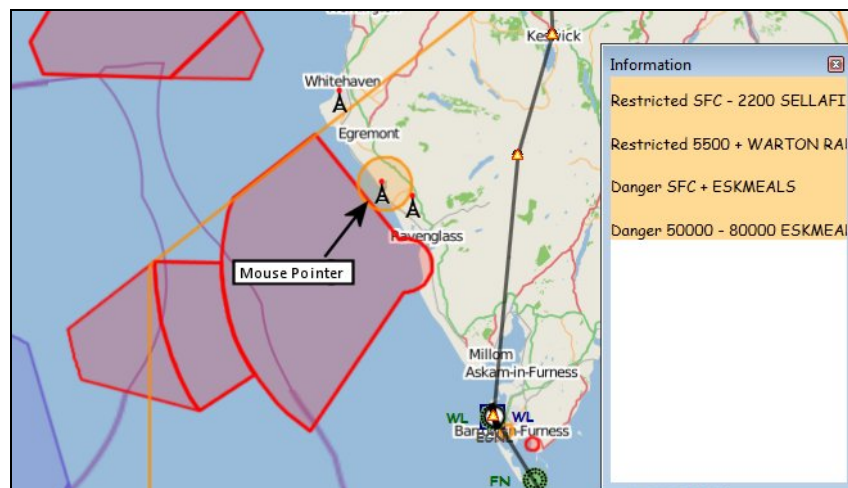 Keswick
Whitehaven
Egremont
Ravenglass
Mouse Pointer
Millom
Askam-in-Furness
WL
WL
Barrow-in-Furness
EGNL
FN
Information
Restricted SFC - 2200 SELLAFI
Restricted 5500 + WARTON RA
Danger SFC + ESKMEALS
Danger 50000 - 80000 ESKMEA